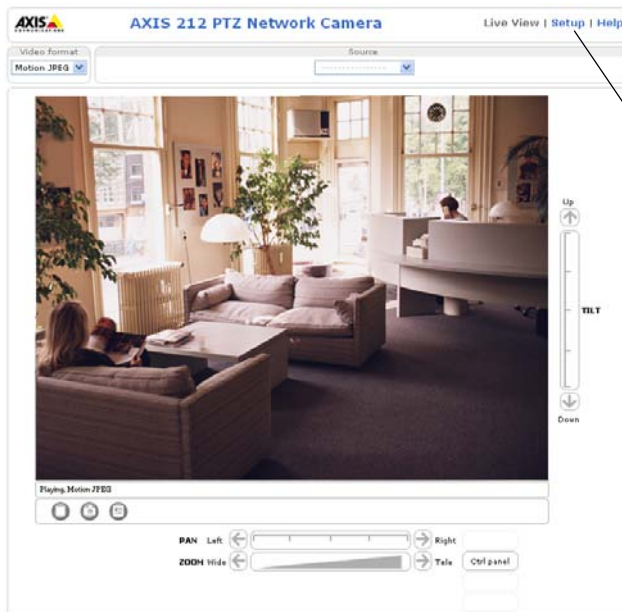 AXIS
COMMUNICATIONS
AXIS 212 PTZ Network Camera
Live View | Setup | Help
Video format
Source
Motion JPEG
Up
TILT
Down
Playing, Motion JPEG
PAN Left Right
ZOOM Wide Tele
Ctrl panel